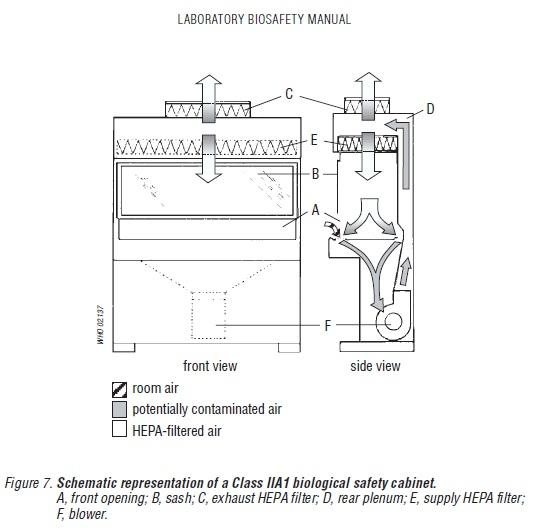 LABORATORY BIOSAFETY MANUAL
C
D
E
B
A
F
WHO 02137
front view
side view
room air
potentially contaminated air
HEPA-filtered air
Figure 7. Schematic representation of a Class IIA1 biological safety cabinet.
A, front opening; B, sash; C, exhaust HEPA filter; D, rear plenum; E, supply HEPA filter;
F, blower.